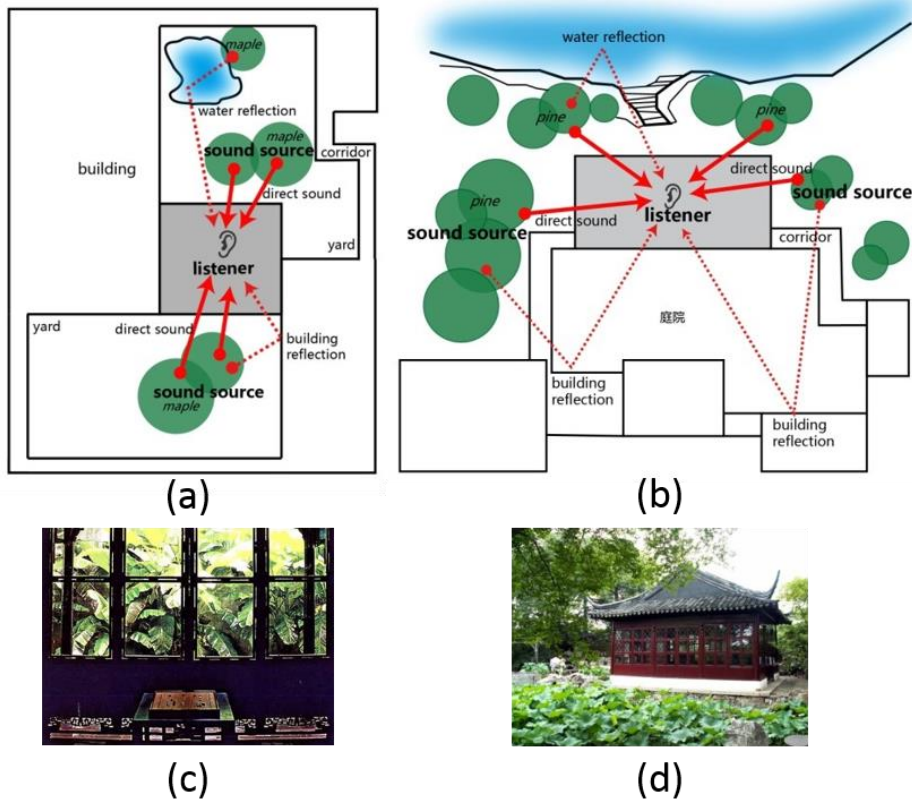 maple
water reflection
maple
sound source
corridor
building
direct sound
listener
yard
yard
direct sound
building
reflection
sound source
maple
(a)
water reflection
pine
pine
direct sound
sound source
pine
listener
direct sound
sound source
corridor
庭院
building
reflection
building
reflection
(b)
(c)
(d)